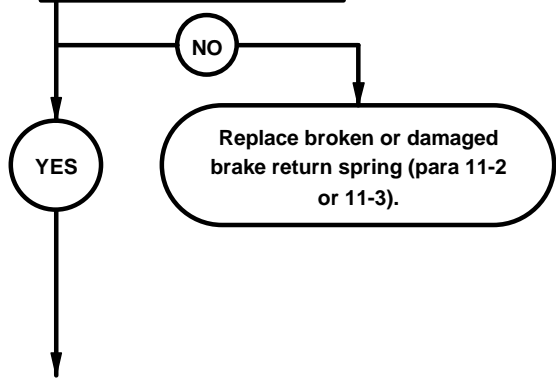 NO
YES
Replace broken or damaged
brake return spring (para 11-2
or 11-3).